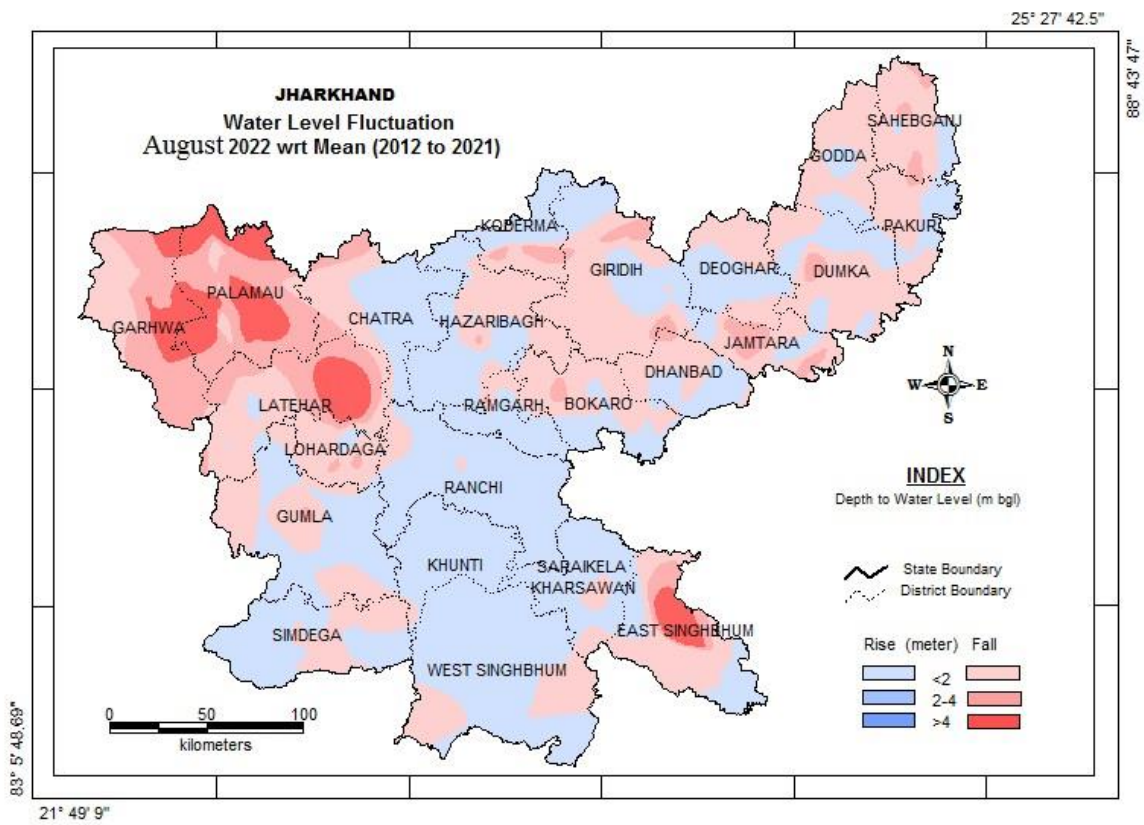 25° 27' 42.5"
88° 43' 47"
JHARKHAND
Water Level Fluctuation
August 2022 wrt Mean (2012 to 2021)
SAHEBGANJ
GODDA
KODERMA
PAKUR
GIRIDIH
DEOGHAR
DUMKA
PALAMAU
CHATRA
HAZARIBAGH
GARHWA
JAMTARA
DHANBAD
LATEHAR
RAMGARH
BOKARO
LOHARDAGA
RANCHI
GUMLA
KHUNTI
SARAIKELA
KHARSAWAN
SIMDEGA
EAST SINGHBHUM
WEST SINGHBHUM
N
W E
S
INDEX
Depth to Water Level (m bgl)
State Boundary
District Boundary
Rise (meter) Fall
<2
2-4
>4
0 50 100
kilometers
83° 5' 48.69"
21° 49' 9"